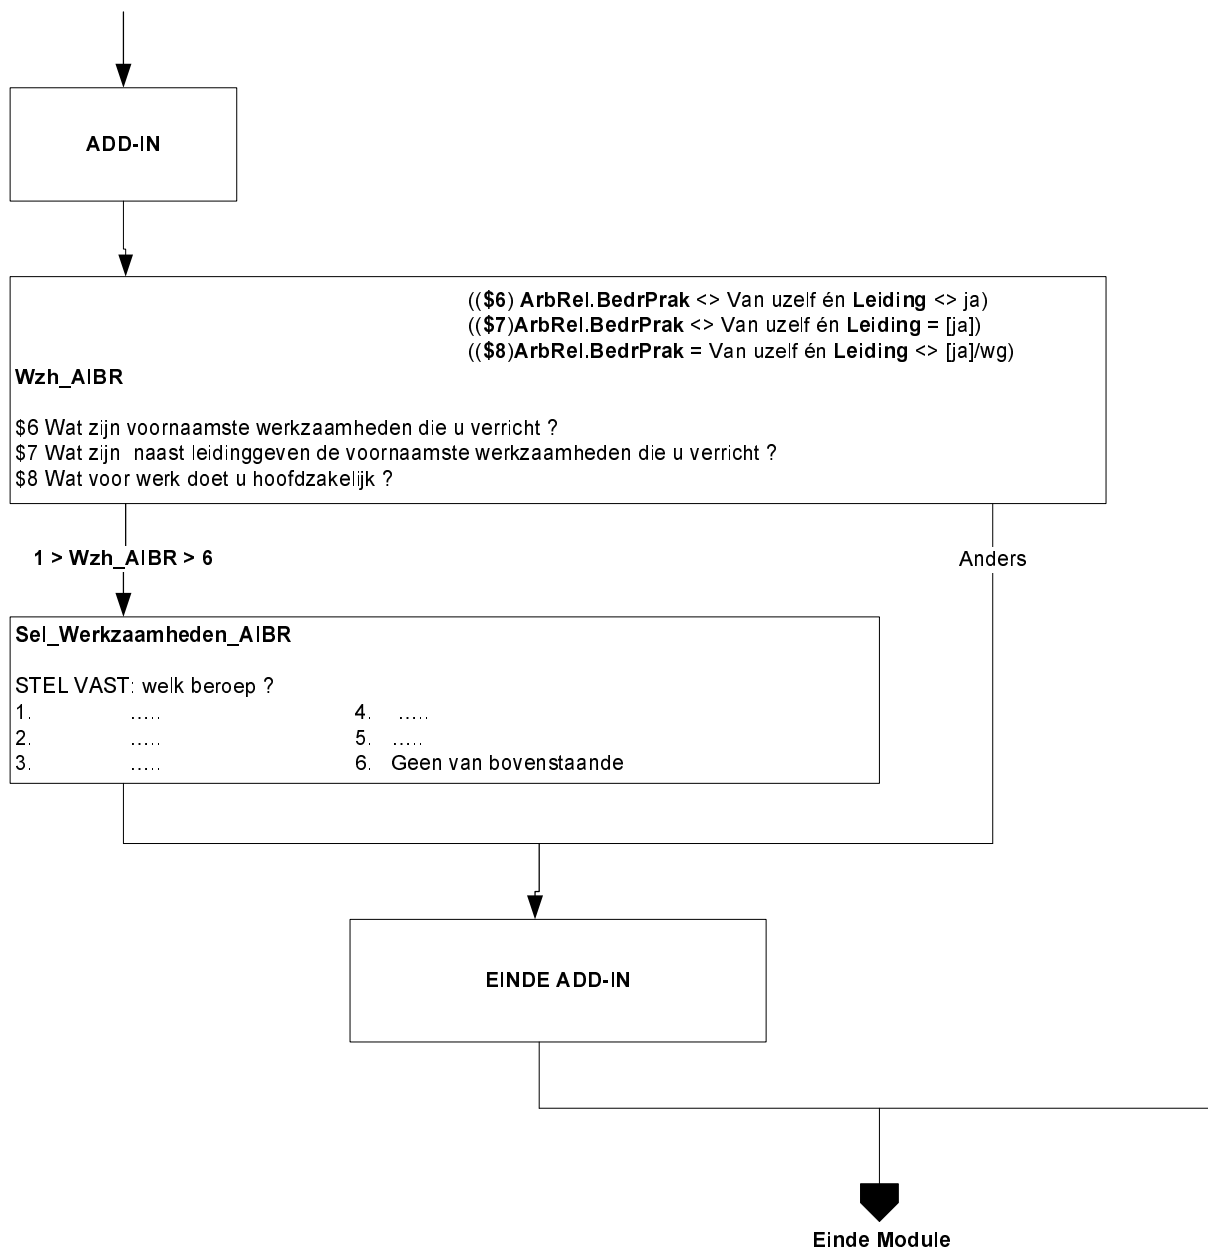 ADD-IN
(($6) ArbRel.BedrPrak <> Van uzelf én Leiding <> ja)
(($7)ArbRel.BedrPrak <> Van uzelf én Leiding = [ja])
(($8)ArbRel.BedrPrak = Van uzelf én Leiding <> [ja]/wg)
Wzh_AIBR
$6 Wat zijn voornaamste werkzaamheden die u verricht ?
$7 Wat zijn  naast leidinggeven de voornaamste werkzaamheden die u verricht ?
$8 Wat voor werk doet u hoofdzakelijk ?
1 > Wzh_AIBR > 6
Anders
Sel_Werkzaamheden_AIBR
STEL VAST: welk beroep ?
1. ..... 4. .....
2. ..... 5. .....
3. ..... 6. Geen van bovenstaande
EINDE ADD-IN
Einde Module